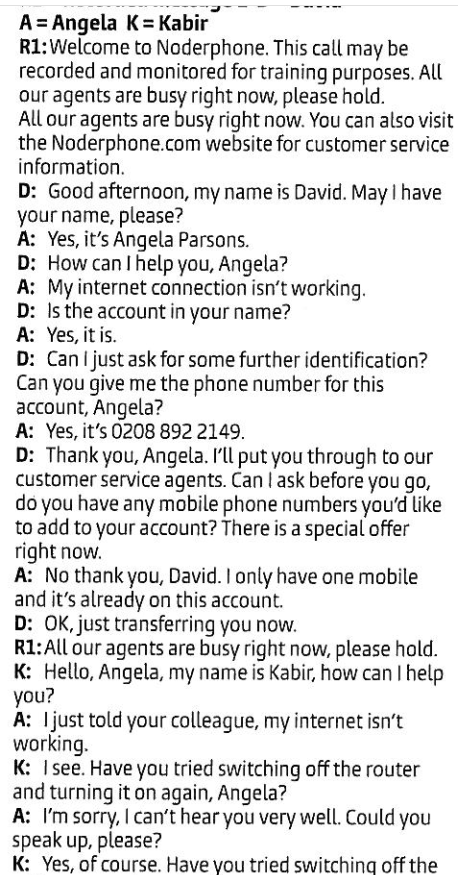 A = Angela K = Kabir
R1: Welcome to Noderphone. This call may be
recorded and monitored for training purposes. All
our agents are busy right now, please hold.
All our agents are busy right now. You can also visit
the Noderphone.com website for customer service
information.
D: Good afternoon, my name is David. May I have
your name, please?
A: Yes, it's Angela Parsons.
D: How can I help you, Angela?
A: My internet connection isn't working.
D: Is the account in your name?
A: Yes, it is.
D: Can I just ask for some further identification?
Can you give me the phone number for this
account, Angela?
A: Yes, it's 0208 892 2149.
D: Thank you, Angela. I'll put you through to our
customer service agents. Can I ask before you go,
do you have any mobile phone numbers you'd like
to add to your account? There is a special offer
right now.
A: No thank you, David. I only have one mobile
and it's already on this account.
D: OK, just transferring you now.
R1: All our agents are busy right now, please hold.
K: Hello, Angela, my name is Kabir, how can I help
you?
A: I just told your colleague, my internet isn't
working.
K: I see. Have you tried switching off the router
and turning it on again, Angela?
A: I'm sorry, I can't hear you very well. Could you
speak up, please?
K: Yes, of course. Have you tried switching off the